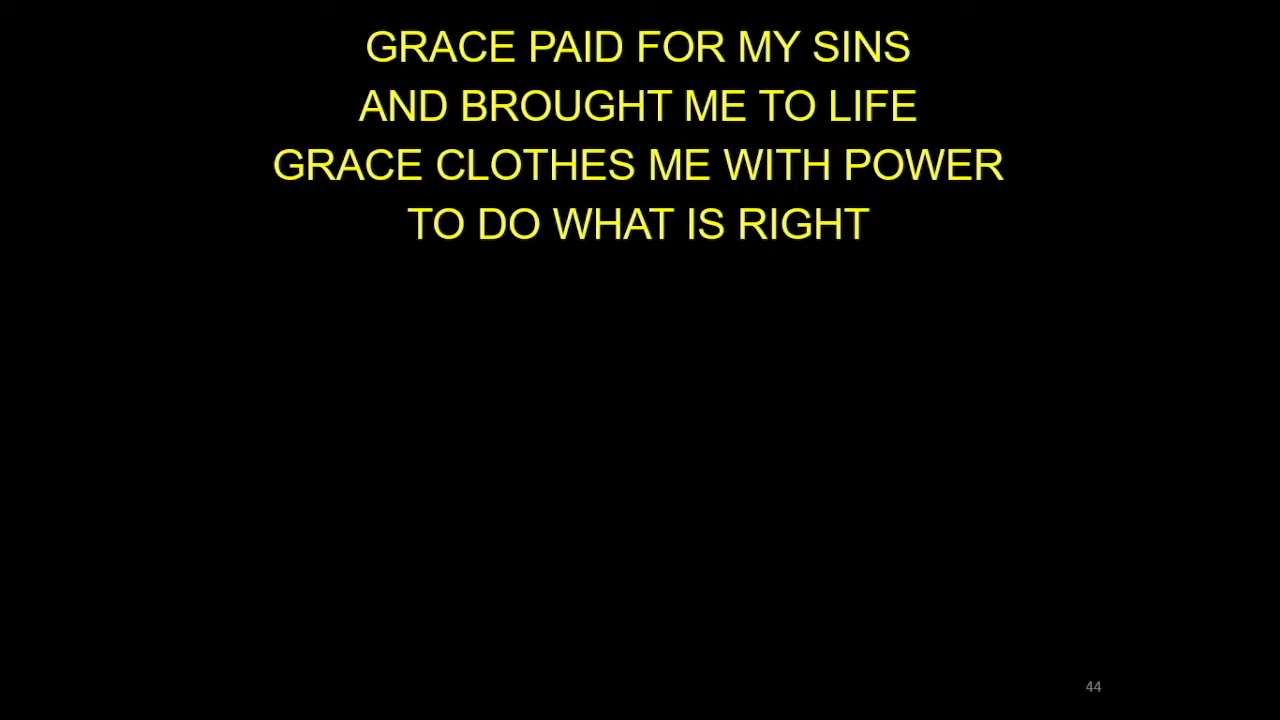 GRACE PAID FOR MY SINS
AND BROUGHT ME TO LIFE
GRACE CLOTHES ME WITH POWER
TO DO WHAT IS RIGHT
44